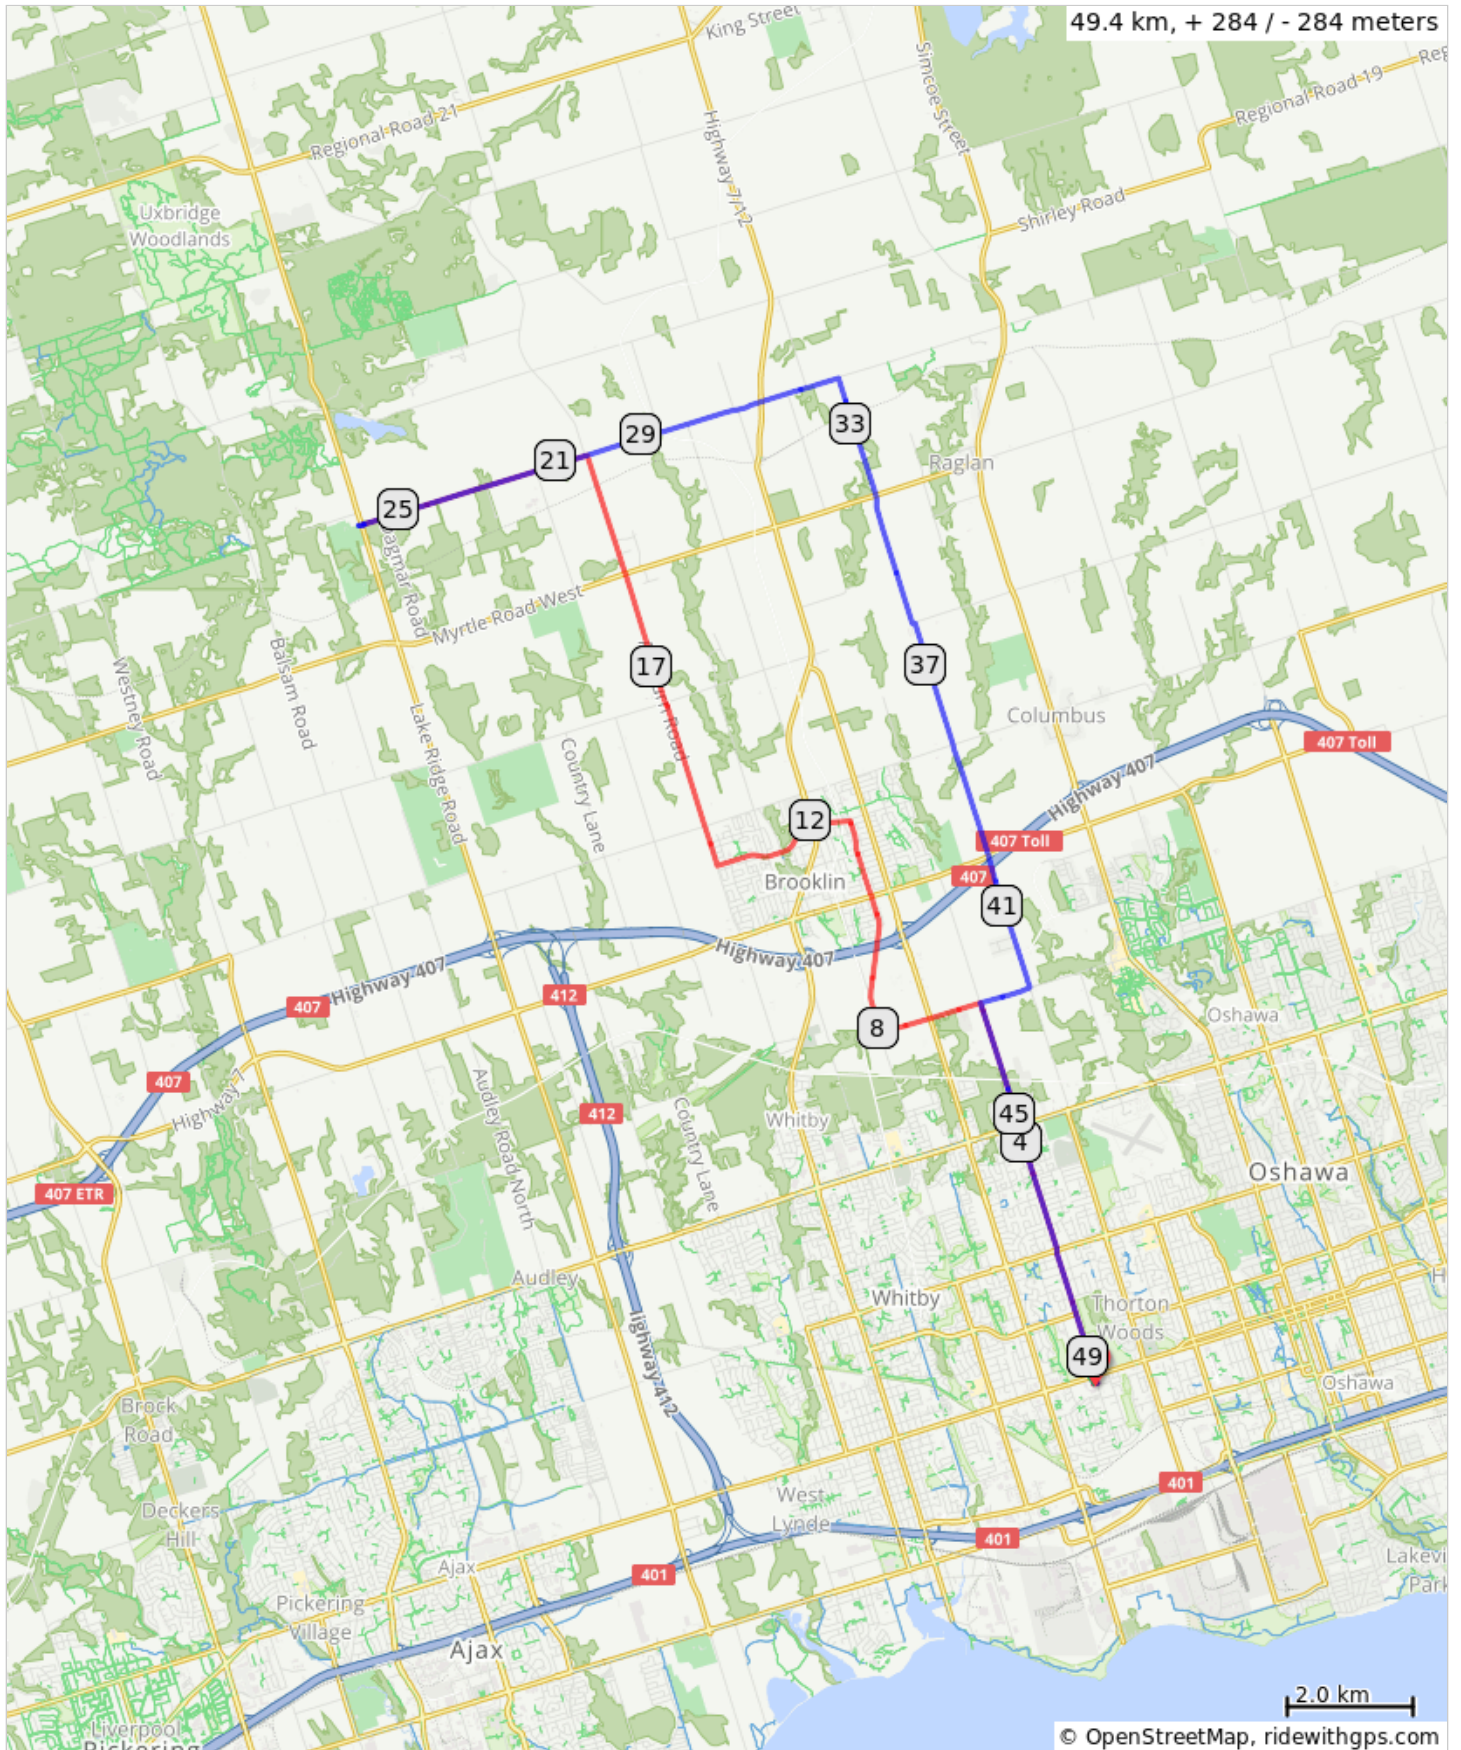 49.4 km, + 284 / - 284 meters
King Street
Simcoe Street
Regional Road 19
Regional Road 21
Highway 7/12
Uxbridge
Woodlands
Shirley Road
33
29
21
Raglan
25
Myrtle Road West
17
37
Balsam Road
Westney Road
Lake Ridge Road
Columbus
Country Lane
407 Toll
Highway 407
12
407 Toll
Brooklin
407
41
Highway 407
Highway 407
412
407
8
Oshawa
407
Highway 7
Audley Road North
412
Country Lane
Whitby
45
4
Oshawa
407 ETR
Audley
Whitby
Thorton
Woods
49
Oshawa
Brock
Road
401
West
Lynde
Deckers
Hill
401
Ajax
401
Pickering
Village
Ajax
2.0 km
Liverpool
Pickering
© OpenStreetMap, ridewithgps.com